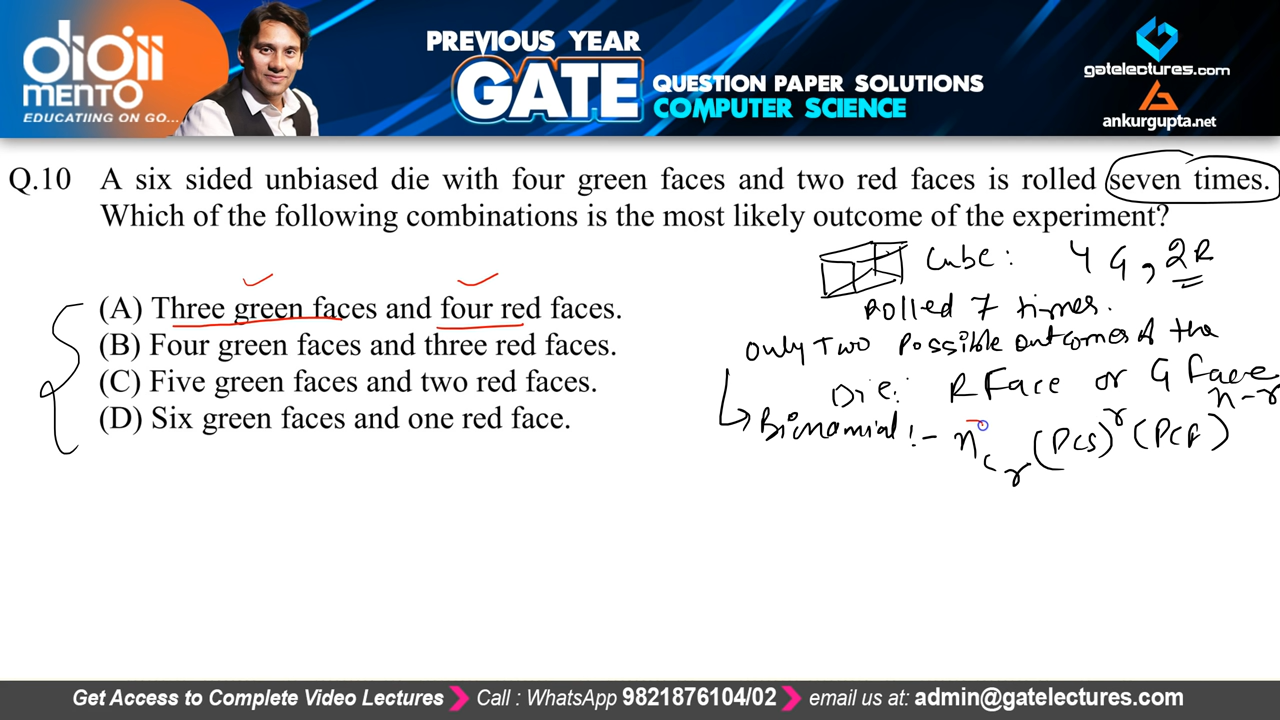 digii
MENTO
EDUCATIING ON GO...
PREVIOUS YEAR
GATE
QUESTION PAPER SOLUTIONS
COMPUTER SCIENCE
gatelectures.com
ankurgupta.net
Q.10 A six sided unbiased die with four green faces and two red faces is rolled seven times.
Which of the following combinations is the most likely outcome of the experiment?
(A) Three green faces and four red faces.
(B) Four green faces and three red faces.
(C) Five green faces and two red faces.
(D) Six green faces and one red face.
Cube: 4 G, 2R
Rolled 7 times.
Only Two Possible outcomes of the
Die: R Face or G face
Binomial:- n c r (P(S)^r (P(F)^n-r
Get Access to Complete Video Lectures Call : WhatsApp 9821876104/02 email us at: admin@gatelectures.com